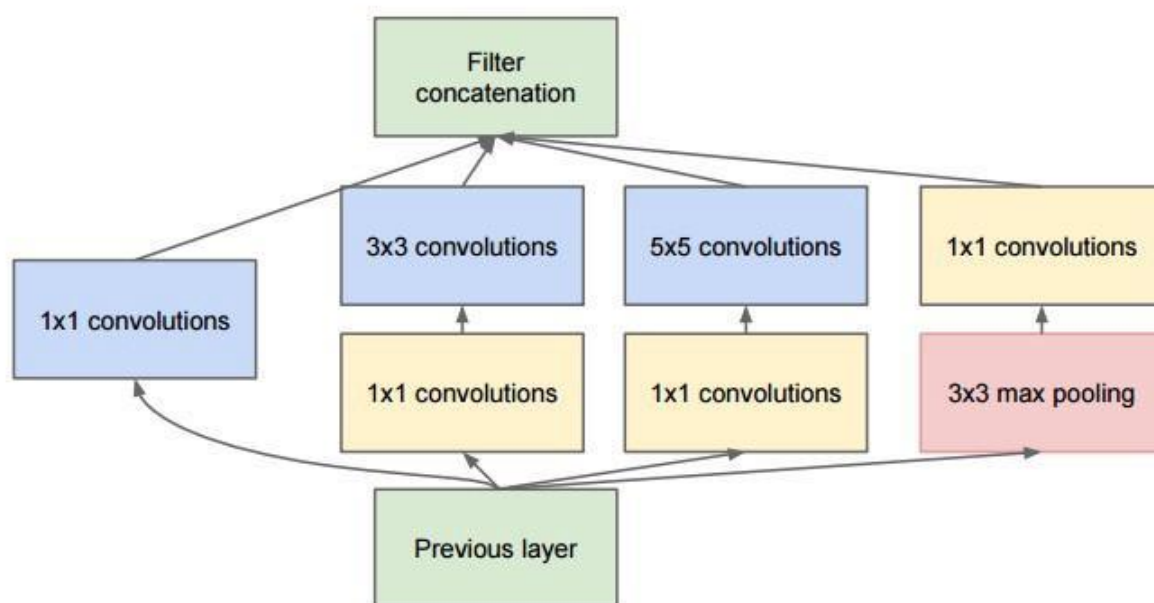 Filter
concatenation
3x3 convolutions
5x5 convolutions
1x1 convolutions
1x1 convolutions
1x1 convolutions
1x1 convolutions
3x3 max pooling
Previous layer